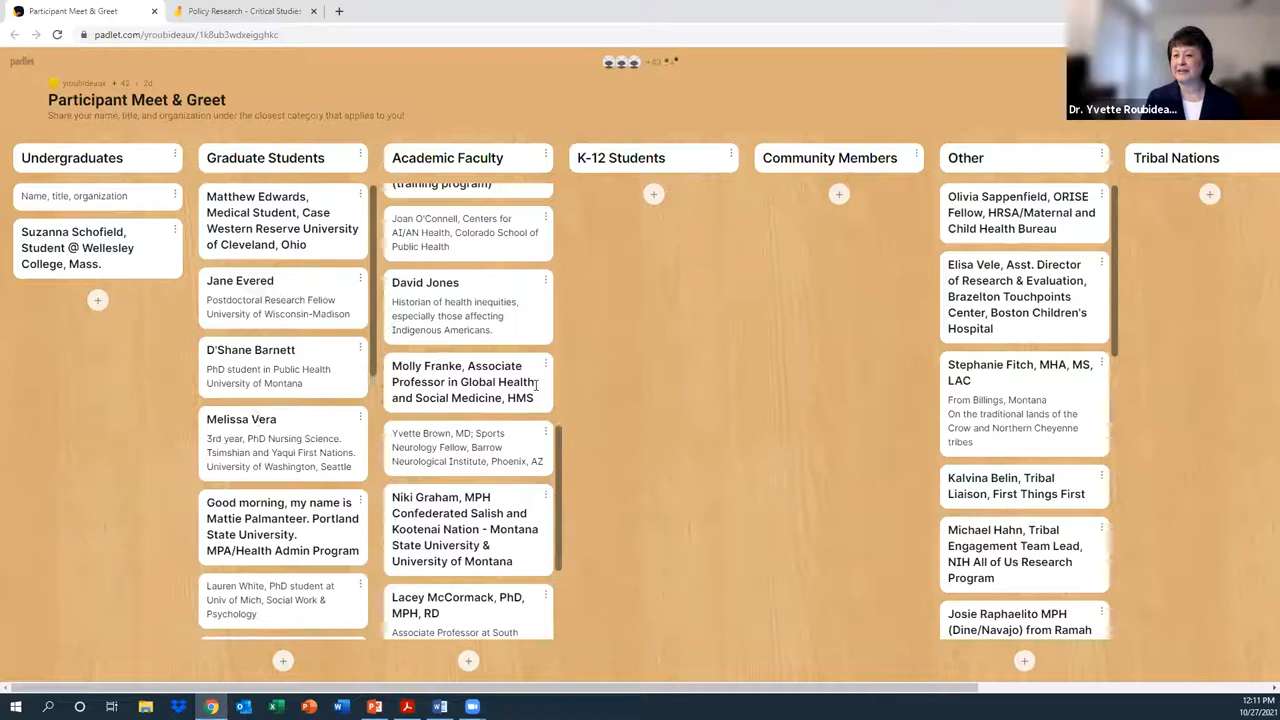 Participant Meet & Greet
Policy Research - Critical Studies
padlet.com/yroubideaux/1k8ub3wdxeigghkc
padlet
+43
yroubideaux + 42 · 2d
Participant Meet & Greet
Share your name, title, and organization under the closest category that applies to you!
Dr. Yvette Roubidea...
Undergraduates
Name, title, organization
Suzanna Schofield,
Student @ Wellesley
College, Mass.
Graduate Students
Matthew Edwards,
Medical Student, Case
Western Reserve University
of Cleveland, Ohio
Jane Evered
Postdoctoral Research Fellow
University of Wisconsin-Madison
D'Shane Barnett
PhD student in Public Health
University of Montana
Melissa Vera
3rd year, PhD Nursing Science.
Tsimshian and Yaqui First Nations.
University of Washington, Seattle
Good morning, my name is
Mattie Palmanteer. Portland
State University.
MPA/Health Admin Program
Lauren White, PhD student at
Univ of Mich, Social Work &
Psychology
Academic Faculty
(training program)
Joan O'Connell, Centers for
AI/AN Health, Colorado School of
Public Health
David Jones
Historian of health inequities,
especially those affecting
Indigenous Americans.
Molly Franke, Associate
Professor in Global Health
and Social Medicine, HMS
Yvette Brown, MD; Sports
Neurology Fellow, Barrow
Neurological Institute, Phoenix, AZ
Niki Graham, MPH
Confederated Salish and
Kootenai Nation - Montana
State University &
University of Montana
Lacey McCormack, PhD,
MPH, RD
Associate Professor at South
K-12 Students
Community Members
Other
Olivia Sappenfield, ORISE
Fellow, HRSA/Maternal and
Child Health Bureau
Elisa Vele, Asst. Director
of Research & Evaluation,
Brazelton Touchpoints
Center, Boston Children's
Hospital
Stephanie Fitch, MHA, MS,
LAC
From Billings, Montana
On the traditional lands of the
Crow and Northern Cheyenne
tribes
Kalvina Belin, Tribal
Liaison, First Things First
Michael Hahn, Tribal
Engagement Team Lead,
NIH All of Us Research
Program
Josie Raphaelito MPH
(Dine/Navajo) from Ramah
Tribal Nations
12:11 PM
10/27/2021